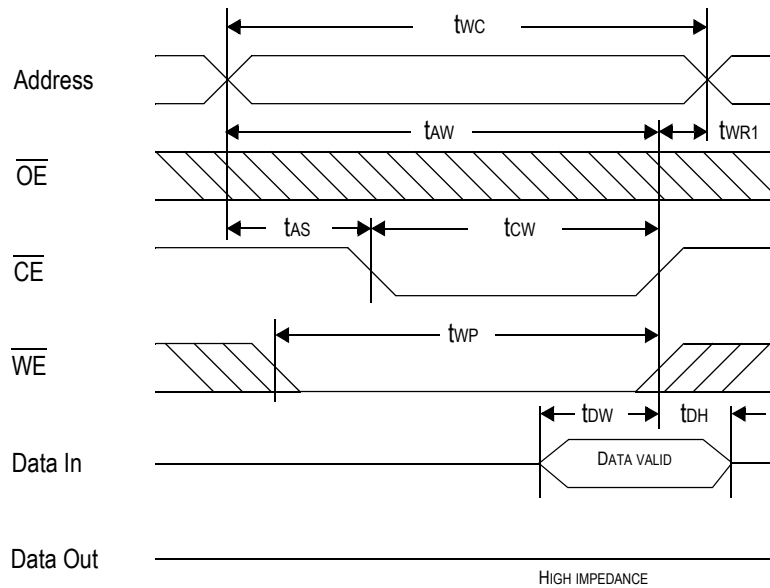 tWC
Address
tAW
tWR1
OE
tAS
tCW
CE
tWP
WE
tDW
tDH
Data In
DATA VALID
Data Out
HIGH IMPEDANCE